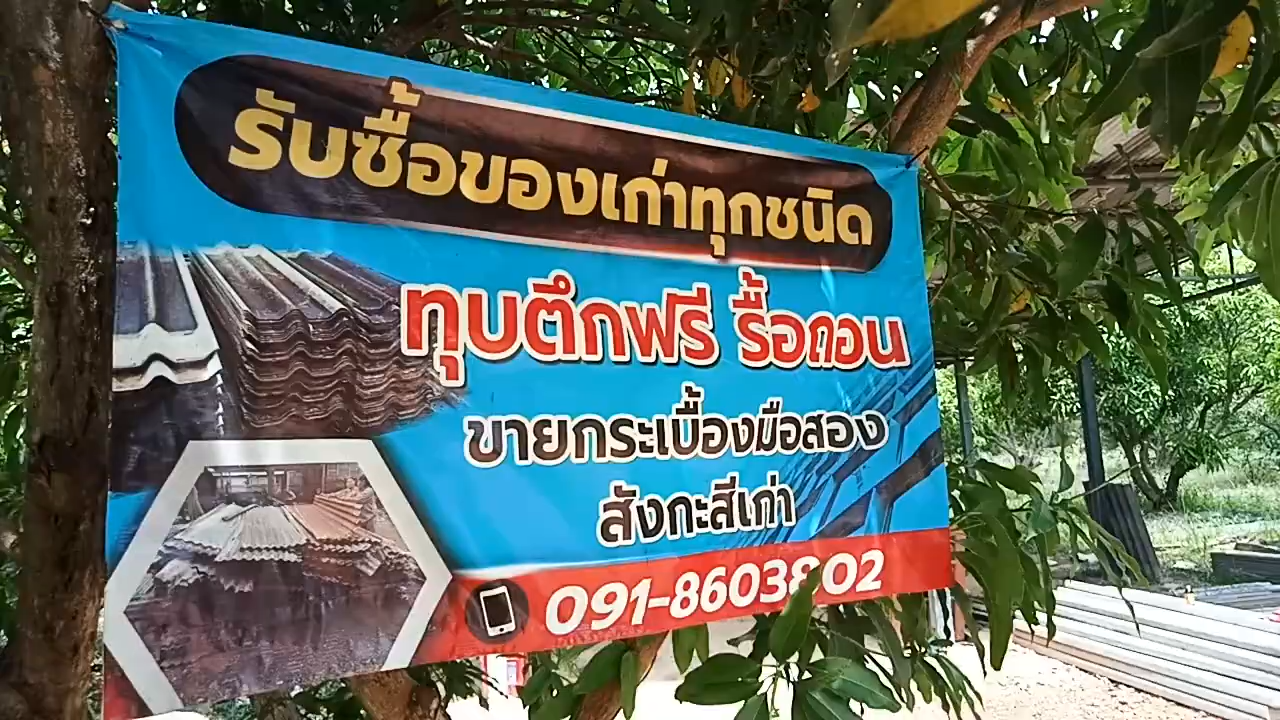 รับซื้อของเก่าทุกชนิด
ทุบตึกฟรี รื้อถอน
ขายกระเบื้องมือสอง
สังกะสีเก่า
091-8603802